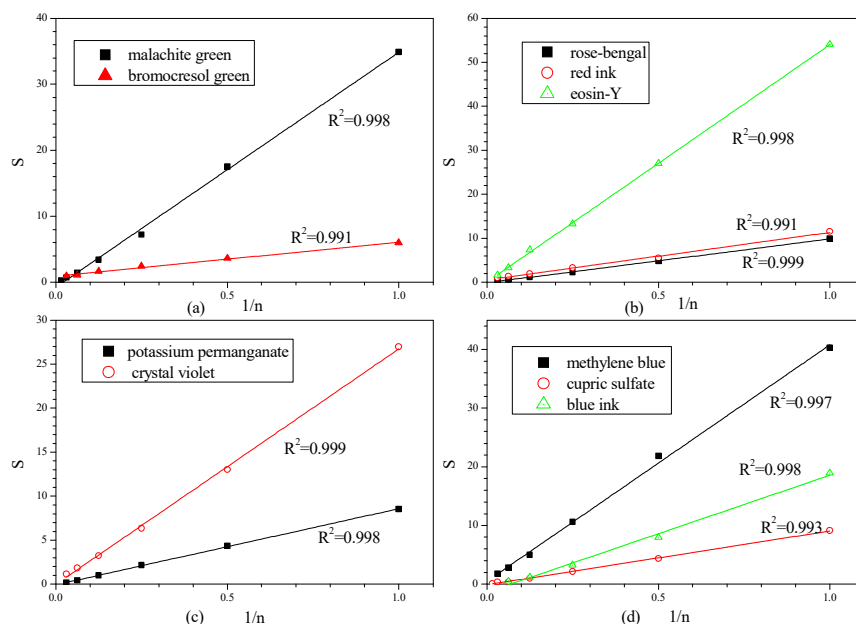 40
30
20
10
0
S
malachite green
bromocresol green
R²=0.998
R²=0.991
0.0
0.5
1.0
(a)
1/n
60
50
40
30
20
10
0
S
rose-bengal
red ink
eosin-Y
R²=0.998
R²=0.991
R²=0.999
0.0
0.5
1.0
(b)
1/n
30
25
20
15
10
5
0
S
potassium permanganate
crystal violet
R²=0.999
R²=0.998
0.0
0.5
1.0
(c)
1/n
40
20
0
S
methylene blue
cupric sulfate
blue ink
R²=0.997
R²=0.998
R²=0.993
0.0
0.5
1.0
(d)
1/n